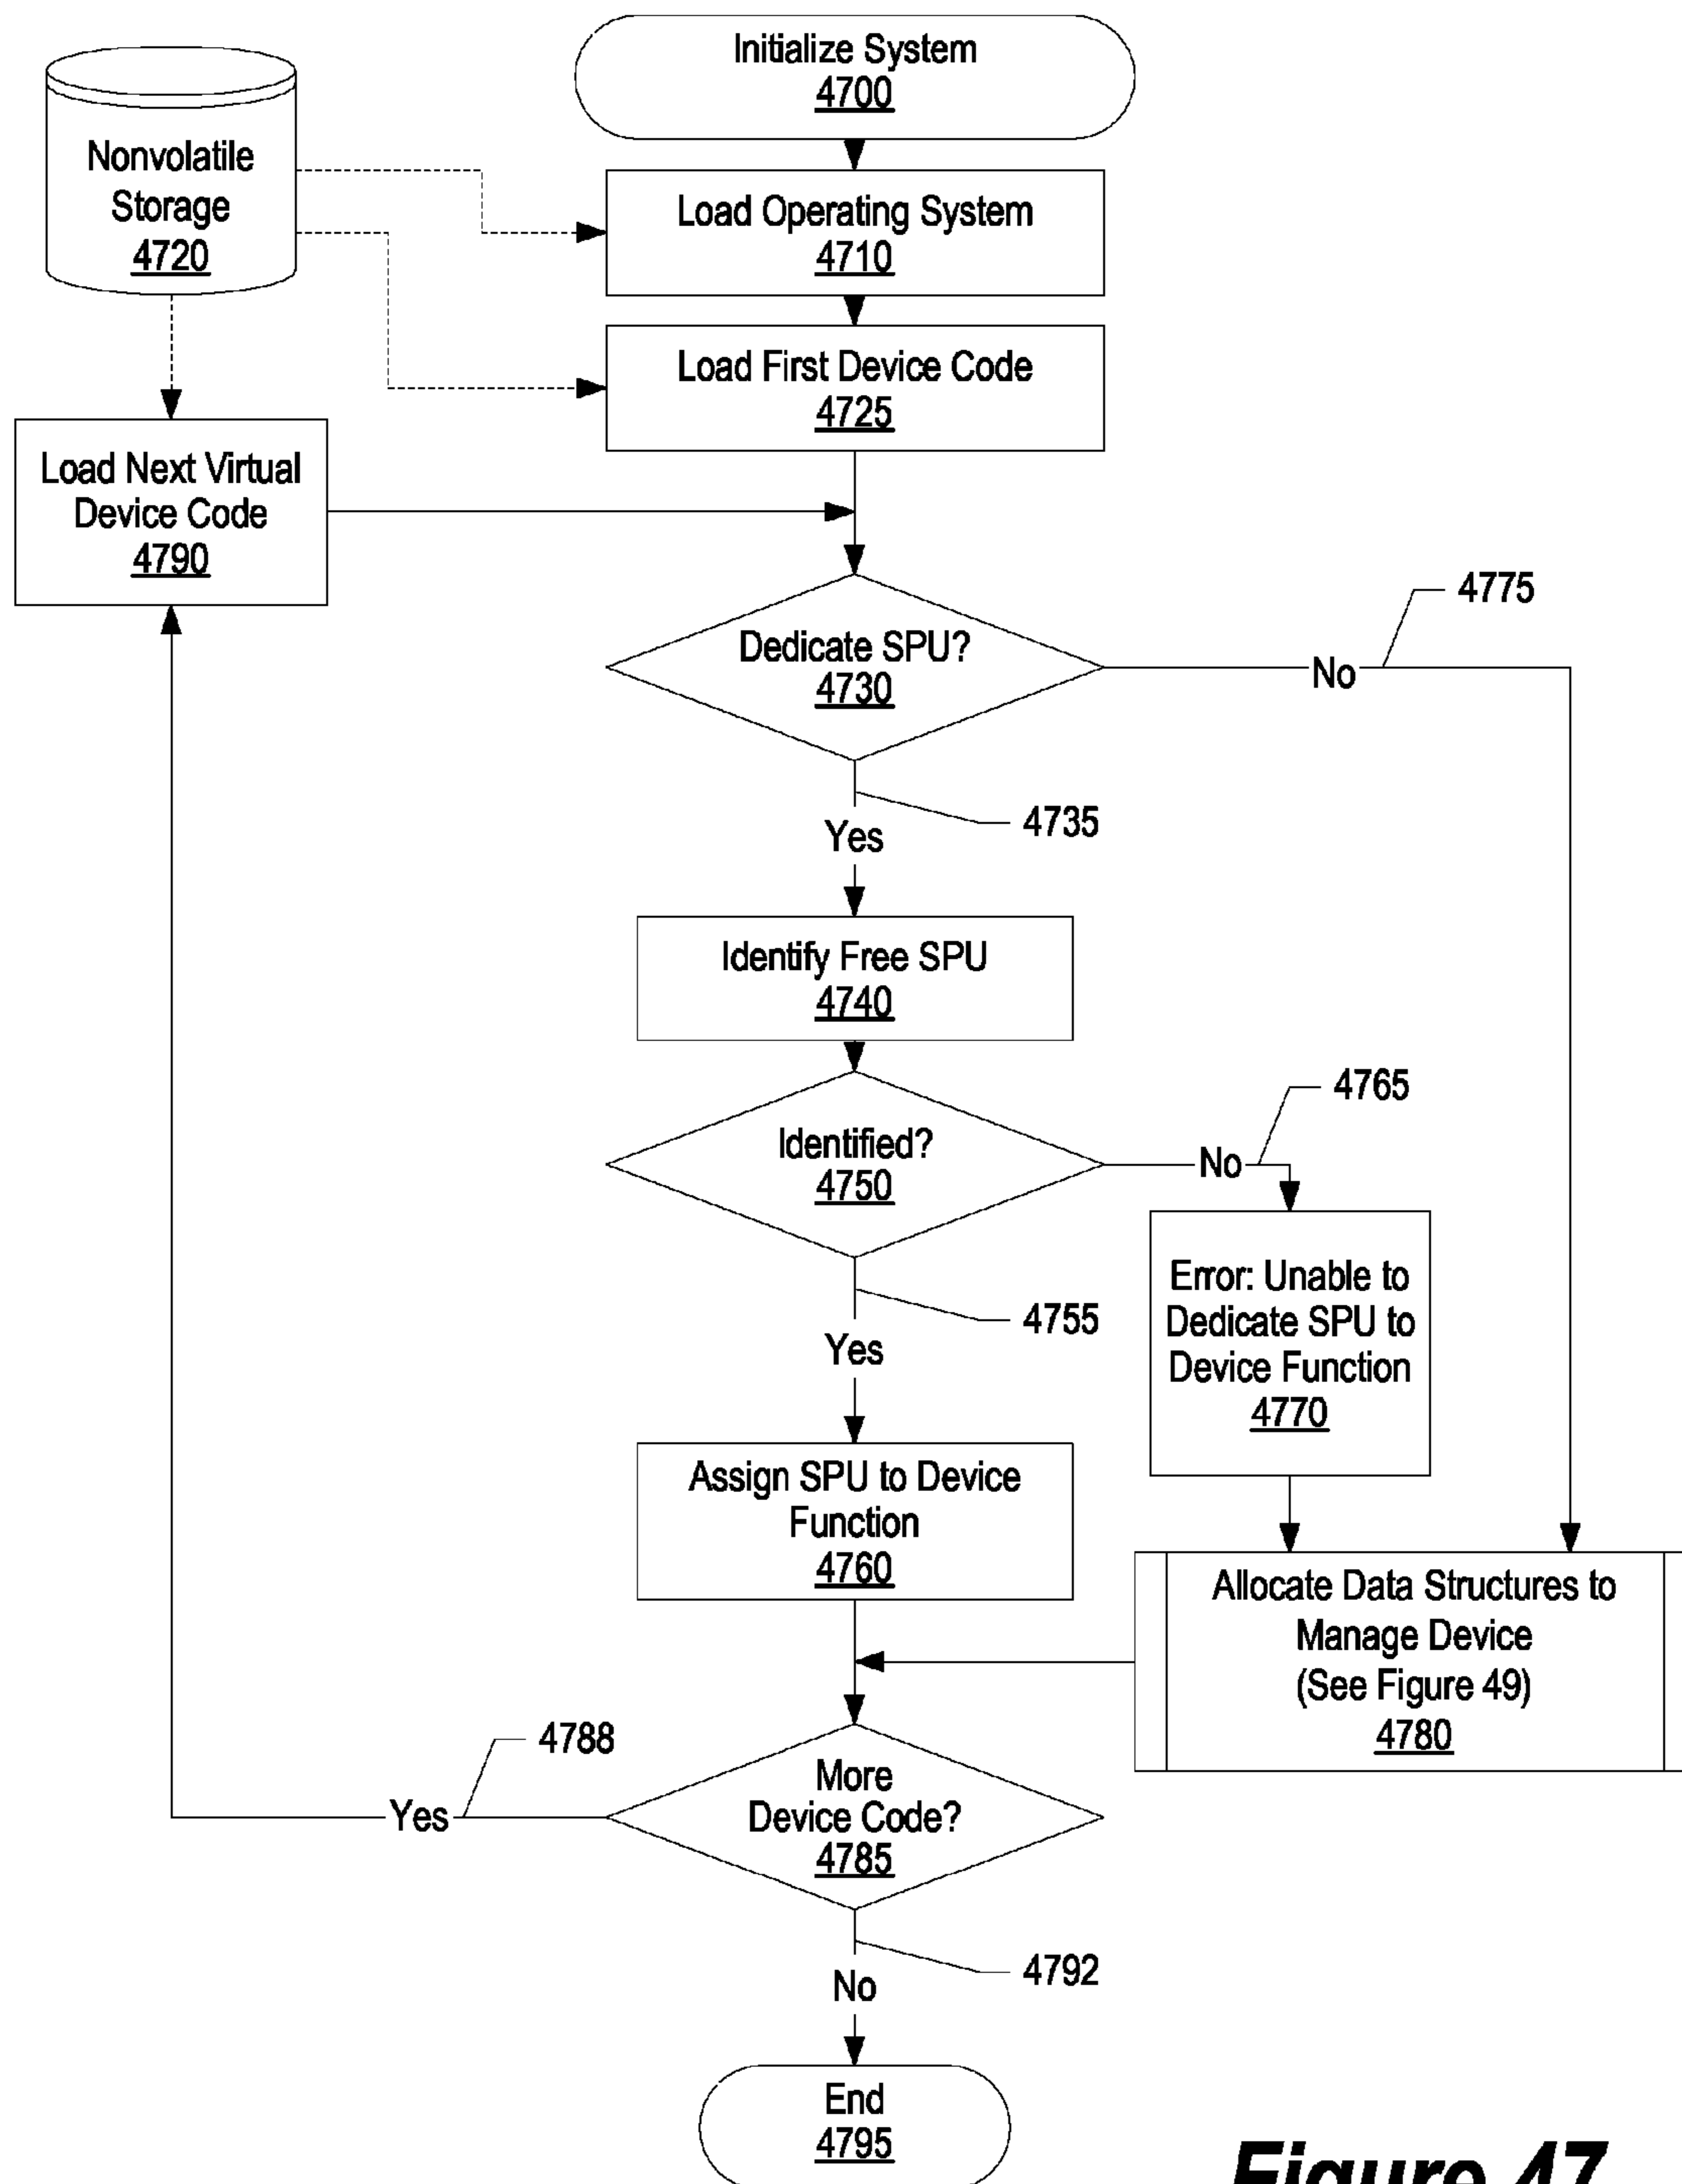 Initialize System
4700
Nonvolatile
Storage
4720
Load Operating System
4710
Load First Device Code
4725
Load Next Virtual
Device Code
4790
Dedicate SPU?
4730
No
4775
4735
Yes
Identify Free SPU
4740
Identified?
4750
No
4765
4755
Yes
Error: Unable to
Dedicate SPU to
Device Function
4770
Assign SPU to Device
Function
4760
Allocate Data Structures to
Manage Device
(See Figure 49)
4780
4788
Yes
More
Device Code?
4785
4792
No
End
4795
Figure 47